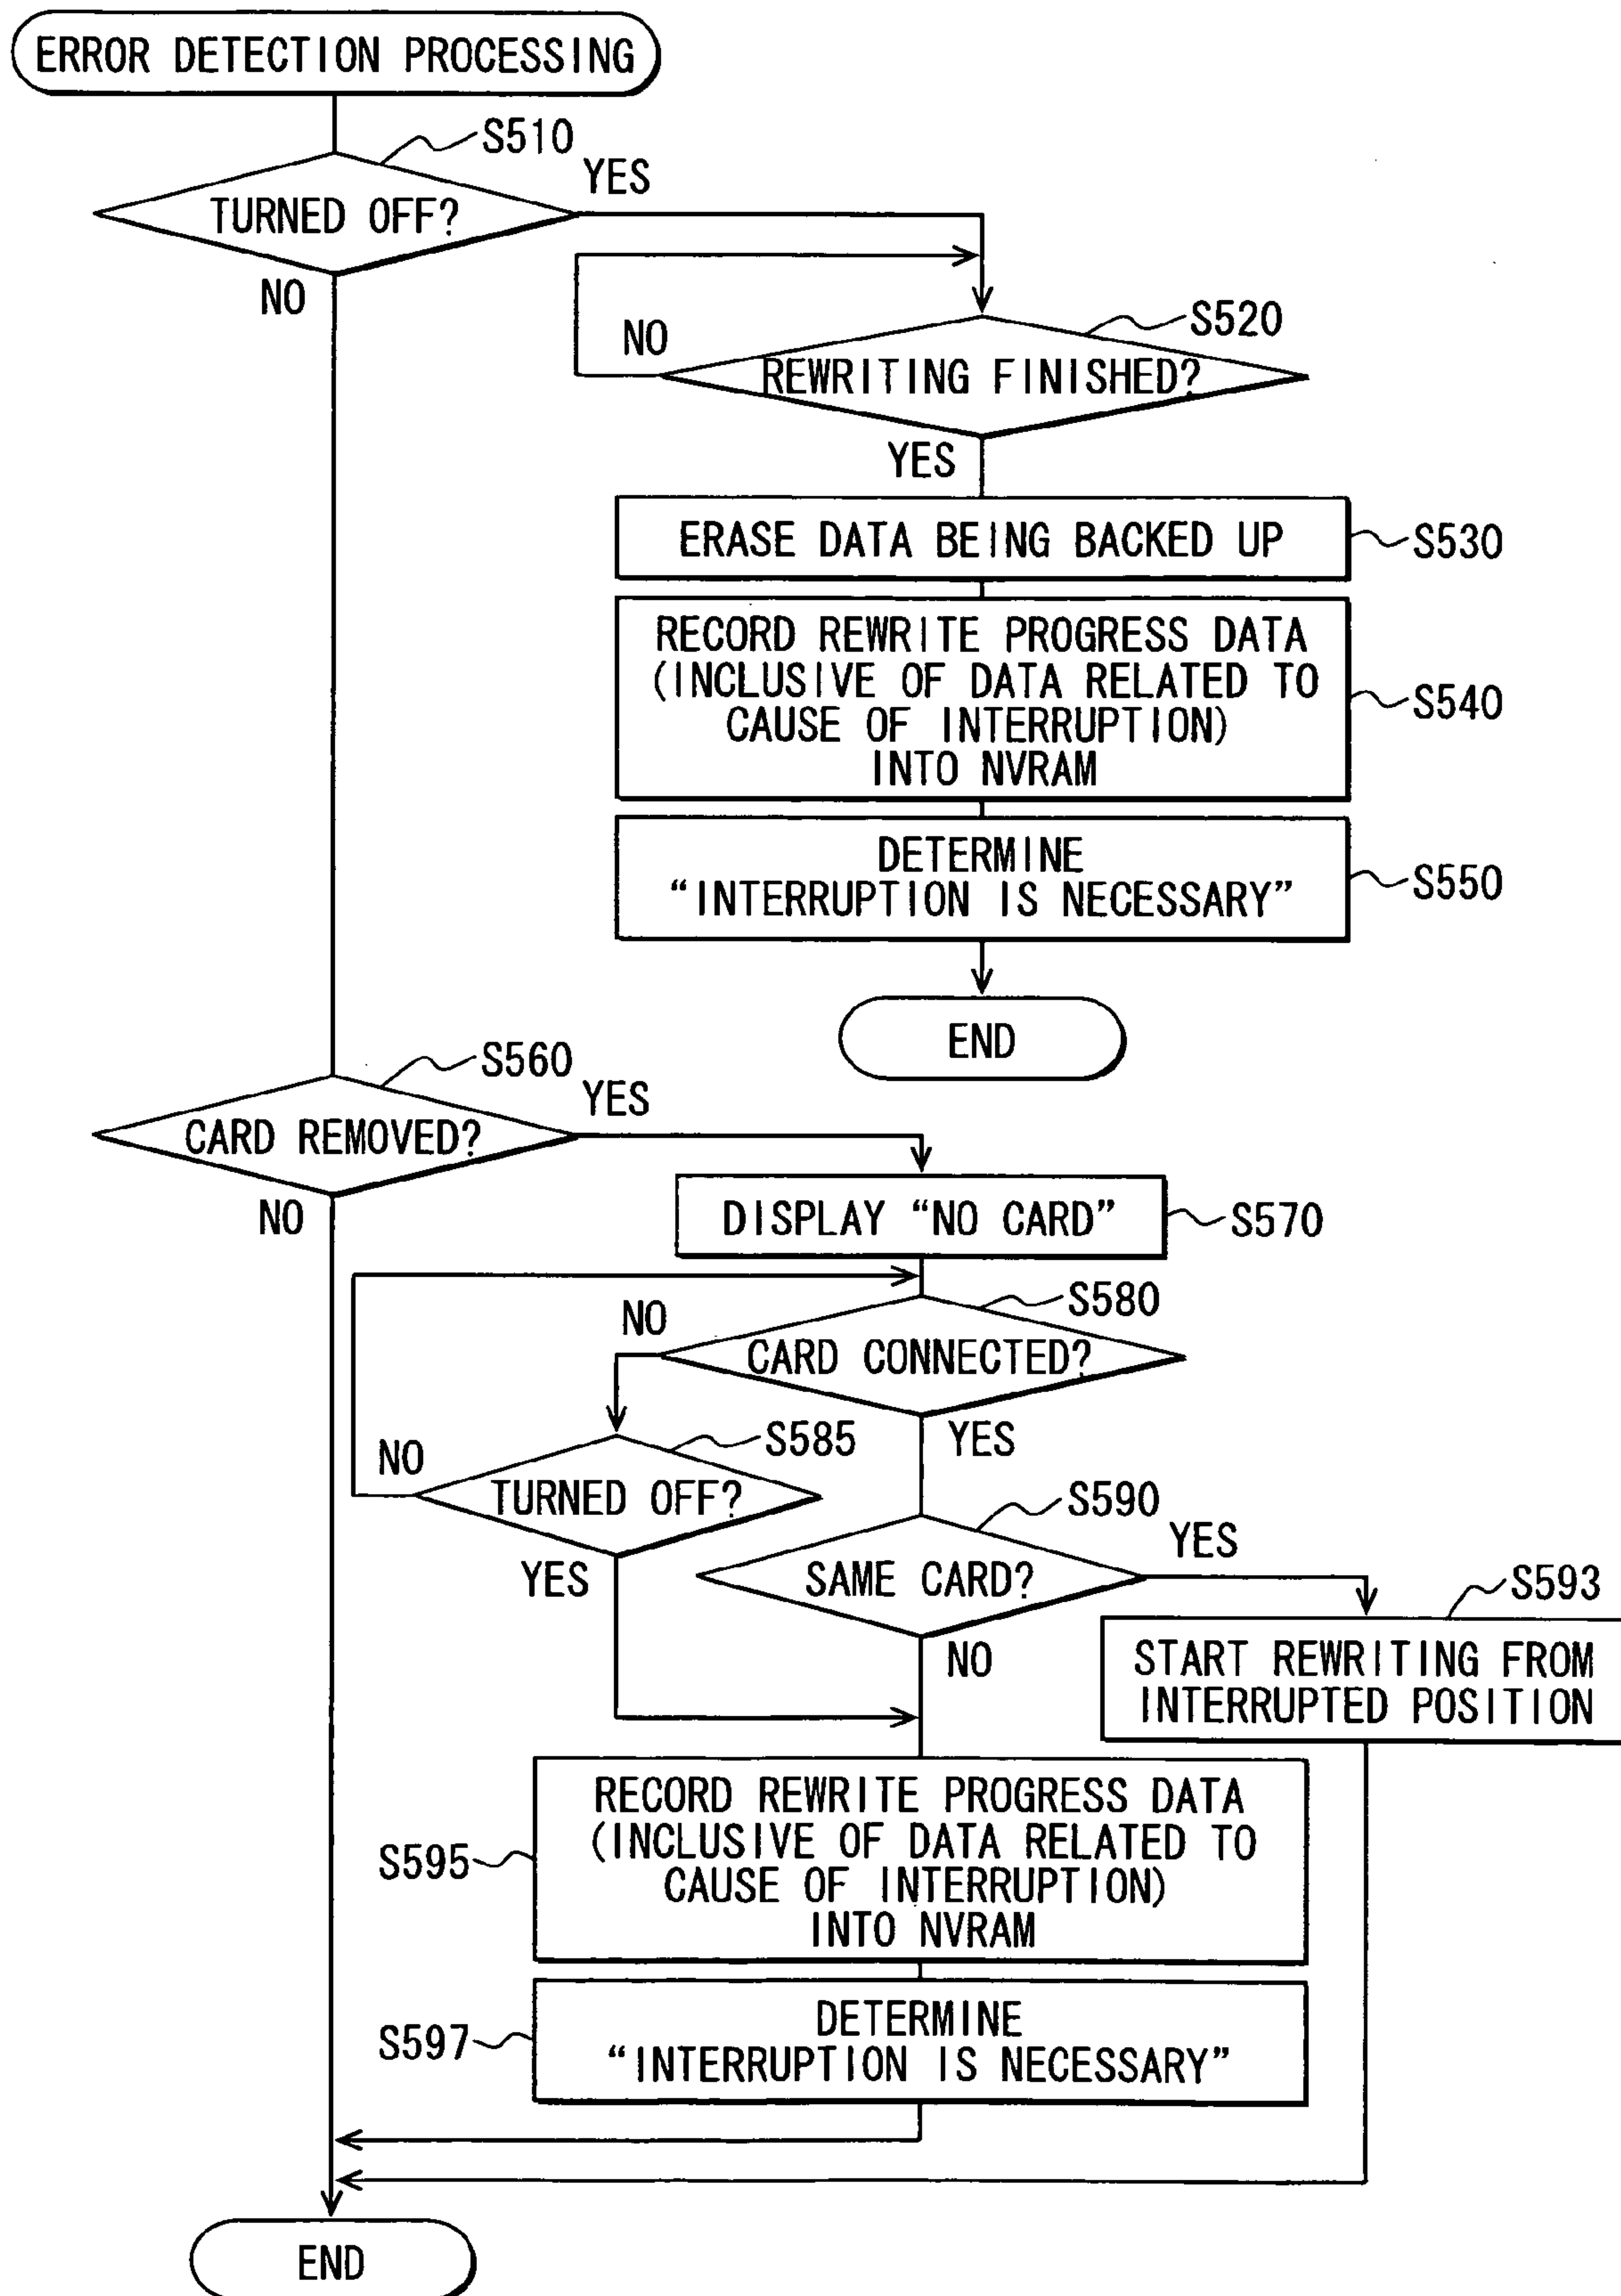 ERROR DETECTION PROCESSING
S510
YES
TURNED OFF?
NO
S520
NO
REWRITING FINISHED?
YES
ERASE DATA BEING BACKED UP
S530
RECORD REWRITE PROGRESS DATA
(INCLUSIVE OF DATA RELATED TO
CAUSE OF INTERRUPTION)
INTO NVRAM
S540
DETERMINE
“INTERRUPTION IS NECESSARY”
S550
END
S560
YES
CARD REMOVED?
NO
DISPLAY “NO CARD”
S570
S580
NO
CARD CONNECTED?
YES
S585
NO
TURNED OFF?
YES
S590
YES
SAME CARD?
NO
S593
START REWRITING FROM
INTERRUPTED POSITION
RECORD REWRITE PROGRESS DATA
(INCLUSIVE OF DATA RELATED TO
CAUSE OF INTERRUPTION)
INTO NVRAM
S595
DETERMINE
“INTERRUPTION IS NECESSARY”
S597
END